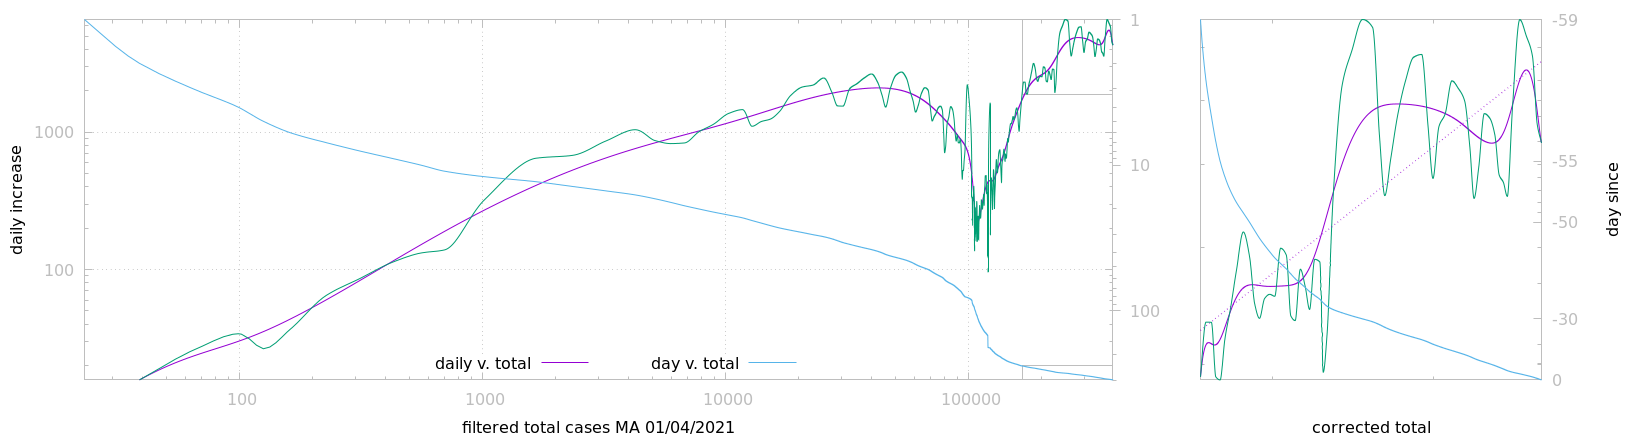 daily increase
1000
100
100
1000
10000
100000
filtered total cases MA 01/04/2021
daily v. total
day v. total
1
10
100
corrected total
-59
-55
-50
-30
0
day since